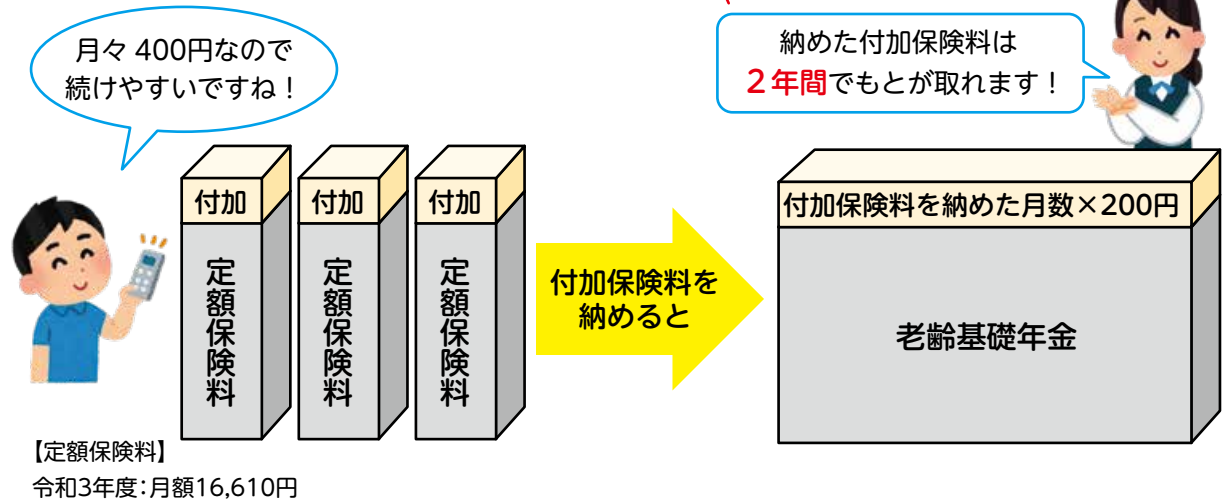 月々 400円なので
続けやすいですね！
納めた付加保険料は
２年間でもとが取れます！
付加
付加
付加
定額保険料
定額保険料
定額保険料
付加保険料を
納めると
付加保険料を納めた月数×200円
老齢基礎年金
【定額保険料】
令和3年度：月額16,610円